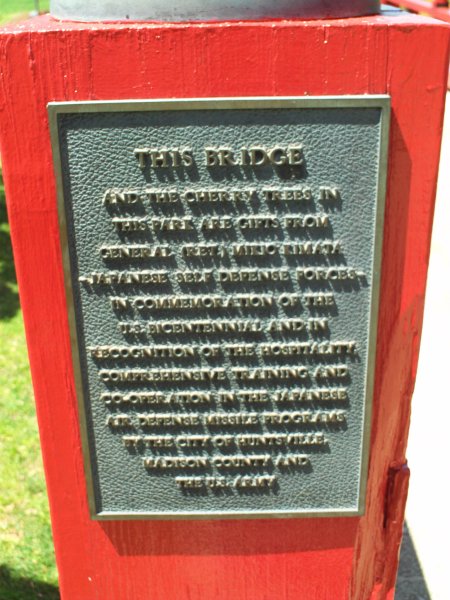 THIS BRIDGE
AND THE CHERRY TREES IN
THIS PARK ARE GIFTS FROM
GENERAL (RET.) MIKIO KIMATA
-JAPANESE SELF DEFENSE FORCES-
IN COMMEMORATION OF THE
U.S. BICENTENNIAL AND IN
RECOGNITION OF THE HOSPITALITY,
COMPREHENSIVE TRAINING AND
CO-OPERATION IN THE JAPANESE
AIR DEFENSE MISSILE PROGRAMS
BY THE CITY OF HUNTSVILLE,
MADISON COUNTY AND
THE U.S. ARMY